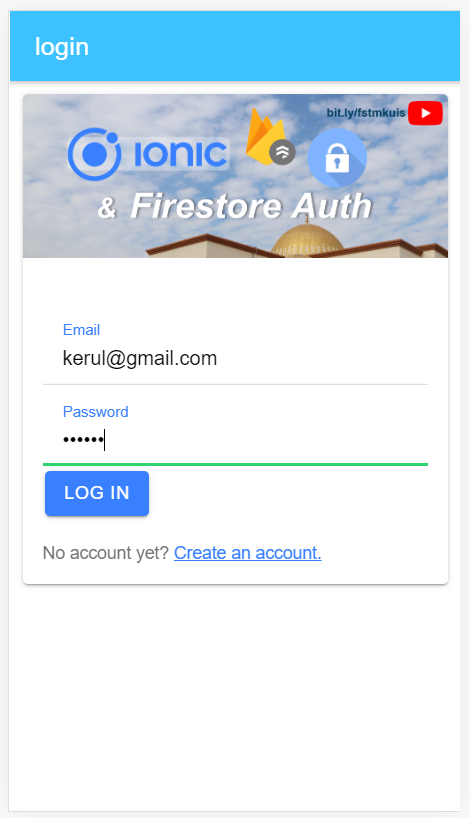 login
bit.ly/fstmkuis
IONIC
& Firestore Auth
Email
kerul@gmail.com
Password
••••••
LOG IN
No account yet? Create an account.